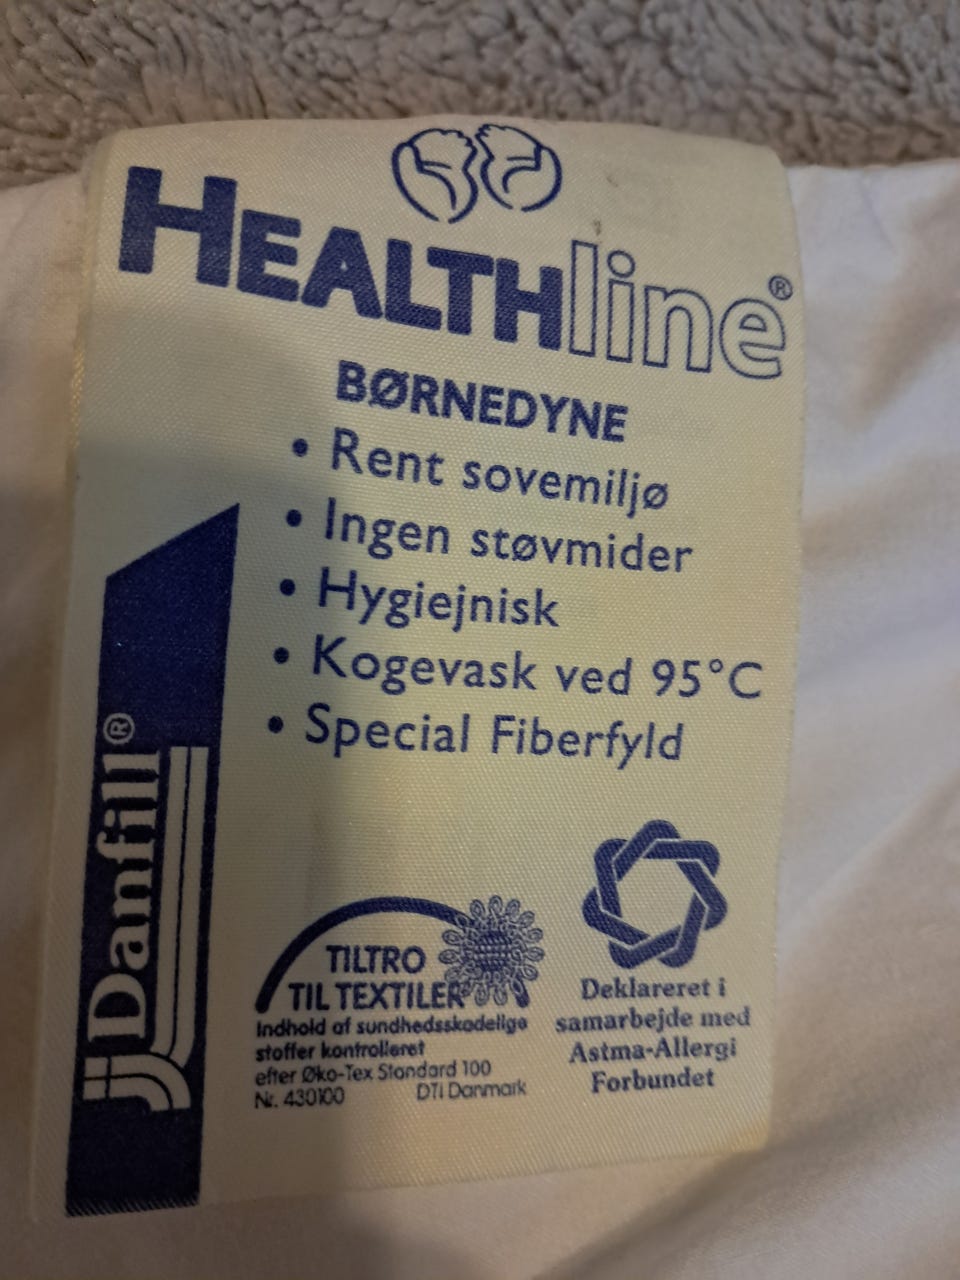 HEALTHline®
BØRNEDYNE
• Rent sovemiljø
• Ingen støvmider
• Hygiejnisk
• Kogevask ved 95°C
• Special Fiberfyld
Danfill®
TILTRO
TIL TEXTILER
Indhold af sundhedsskadelige
stoffer kontrolleret
efter Øko-Tex Standard 100
Nr. 430100 DTI Danmark
Deklareret i
samarbejde med
Astma-Allergi
Forbundet